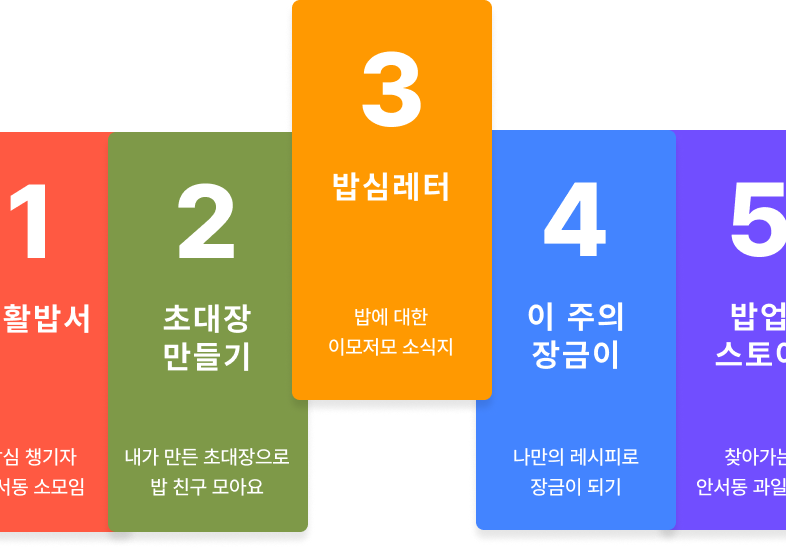 1
활밥서
심 챙기자
서동 소모임
2
초대장
만들기
내가 만든 초대장으로
밥 친구 모아요
3
밥심레터
밥에 대한
이모저모 소식지
4
이 주의
장금이
나만의 레시피로
장금이 되기
5
밥업
스토
찾아가는
안서동 과일